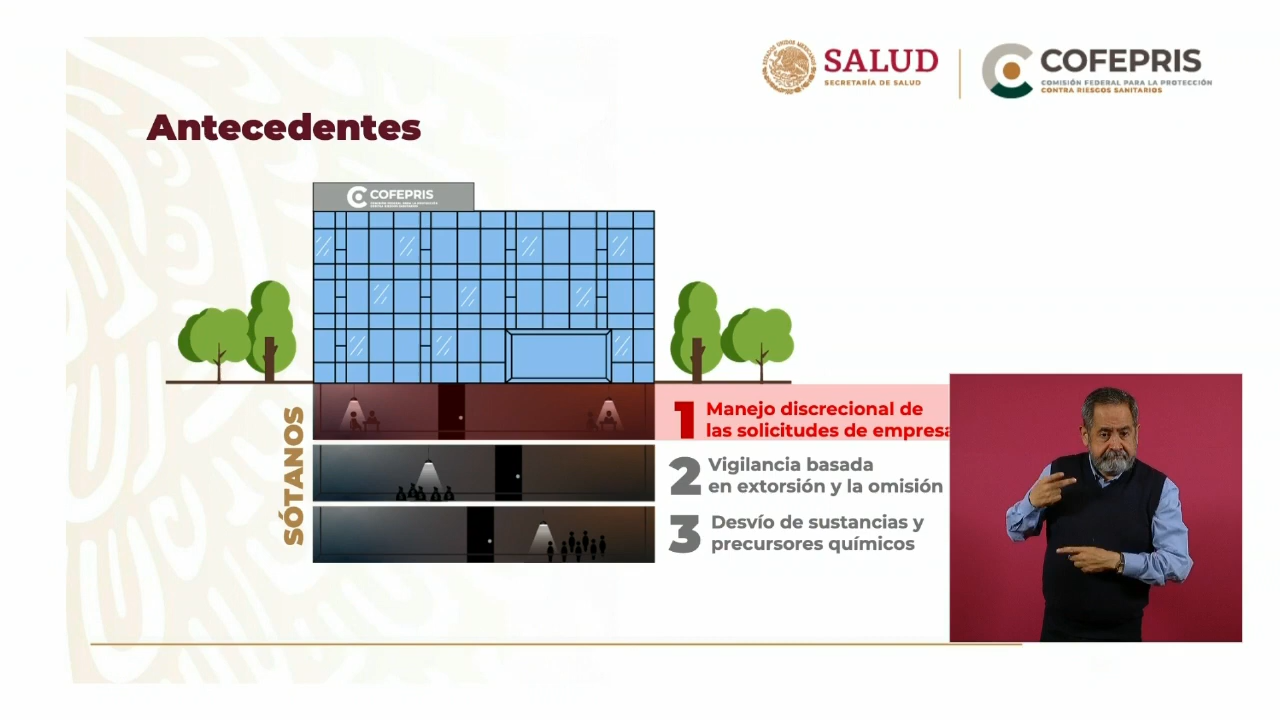 SALUD
SECRETARÍA DE SALUD
COFEPRIS
COMISIÓN FEDERAL PARA LA PROTECCIÓN
CONTRA RIESGOS SANITARIOS
Antecedentes
COFEPRIS
SÓTANOS
1 Manejo discrecional de
las solicitudes de empresa
2 Vigilancia basada
en extorsión y la omisión
3 Desvío de sustancias y
precursores químicos